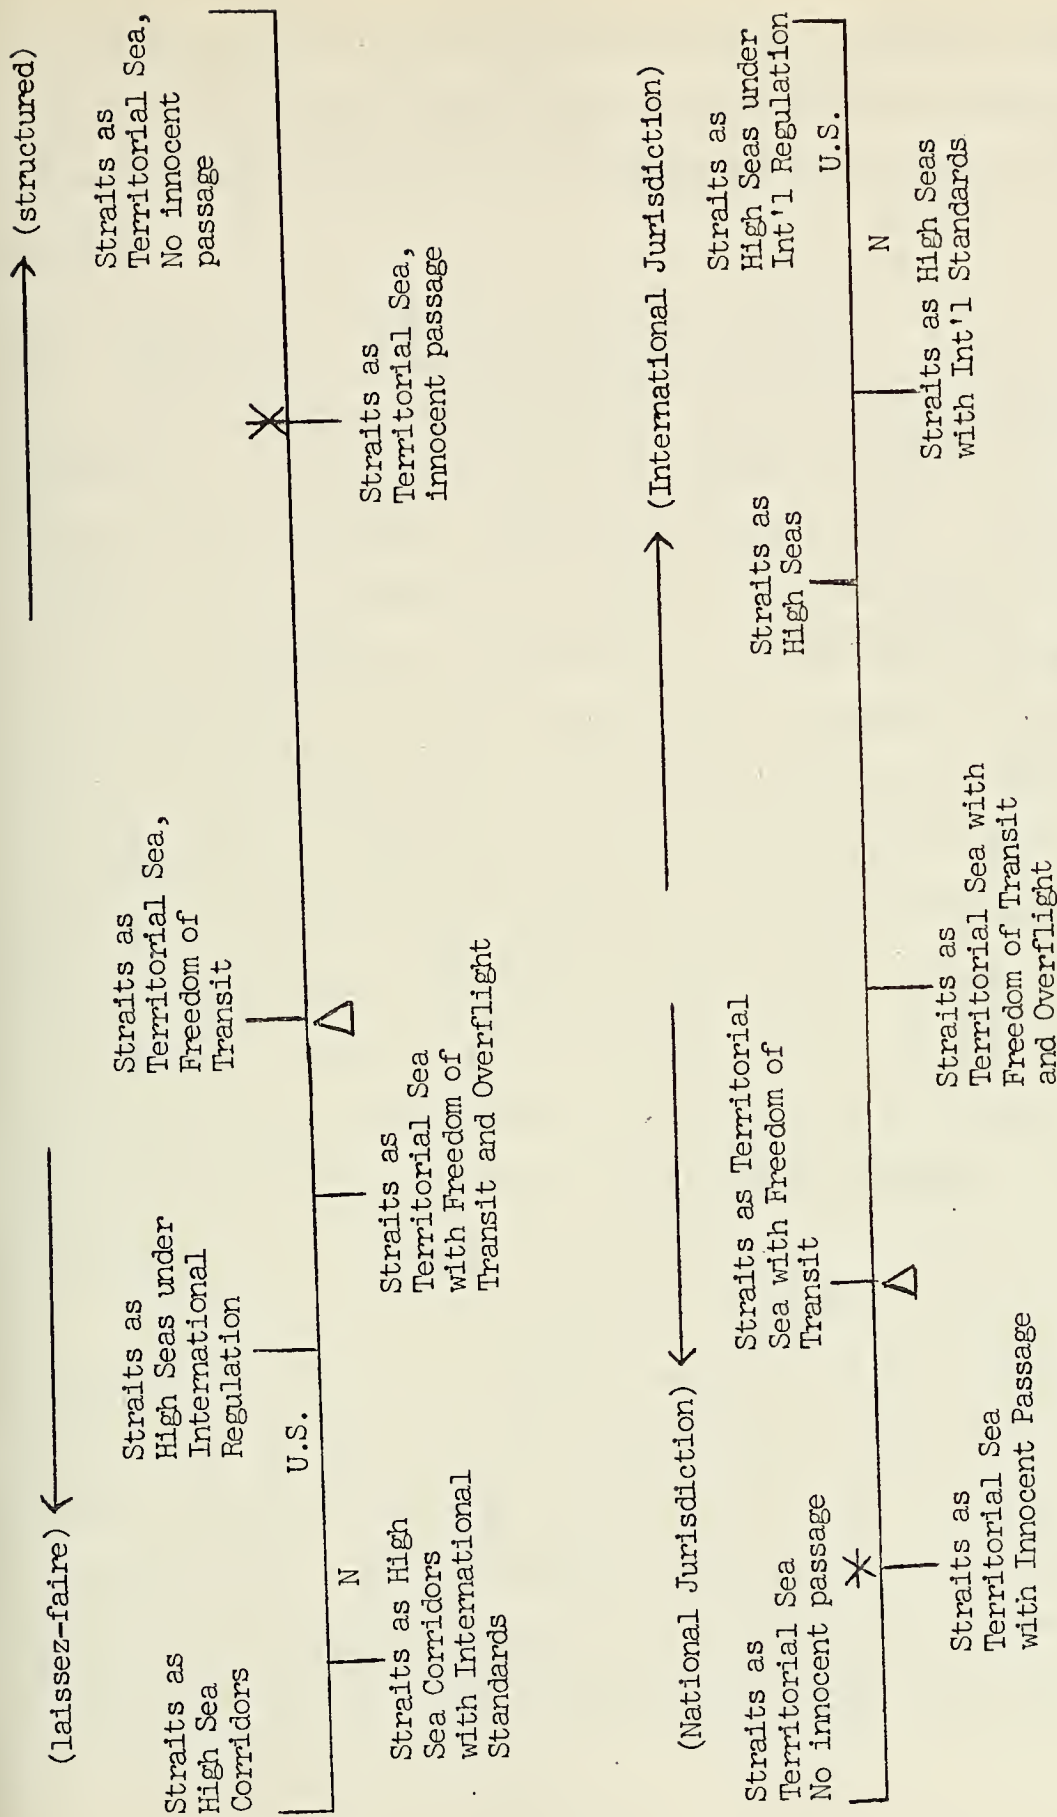 (laissez-faire)
(structured)
Straits as
High Sea
Corridors
Straits as
High Seas under
International
Regulation
Straits as
Territorial Sea,
Freedom of
Transit
Straits as
Territorial Sea,
No innocent
passage
U.S.
N
Straits as High
Sea Corridors
with International
Standards
Straits as
Territorial Sea
with Freedom of
Transit and Overflight
Straits as
Territorial Sea,
innocent passage
(National Jurisdiction)
(International Jurisdiction)
Straits as
Territorial Sea
No innocent passage
Straits as Territorial
Sea with Freedom of
Transit
Straits as
High Seas
Straits as
High Seas under
Int'l Regulation
U.S.
N
Straits as
Territorial Sea
with Innocent Passage
Straits as
Territorial Sea with
Freedom of Transit
and Overflight
Straits as High Seas
with Int'l Standards